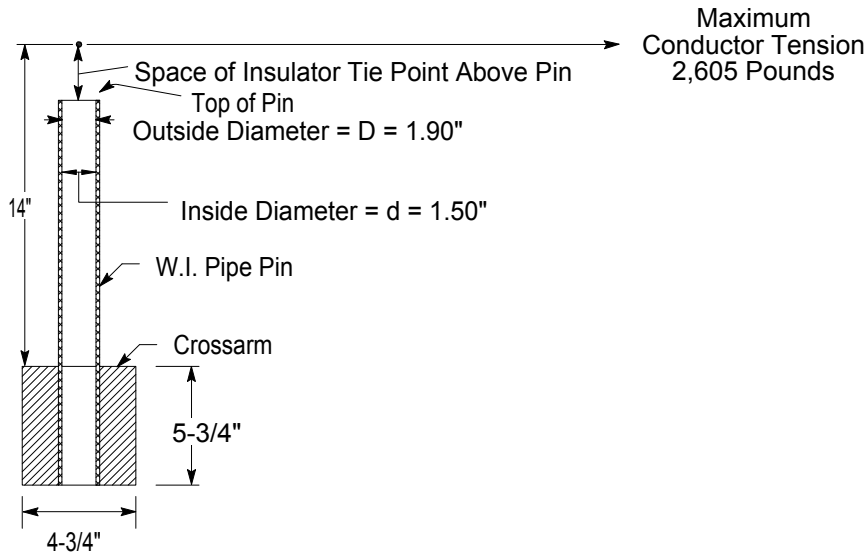 Maximum
Conductor Tension
2,605 Pounds
Space of Insulator Tie Point Above Pin
Top of Pin
Outside Diameter = D = 1.90"
14"
Inside Diameter = d = 1.50"
W.I. Pipe Pin
Crossarm
5-3/4"
4-3/4"